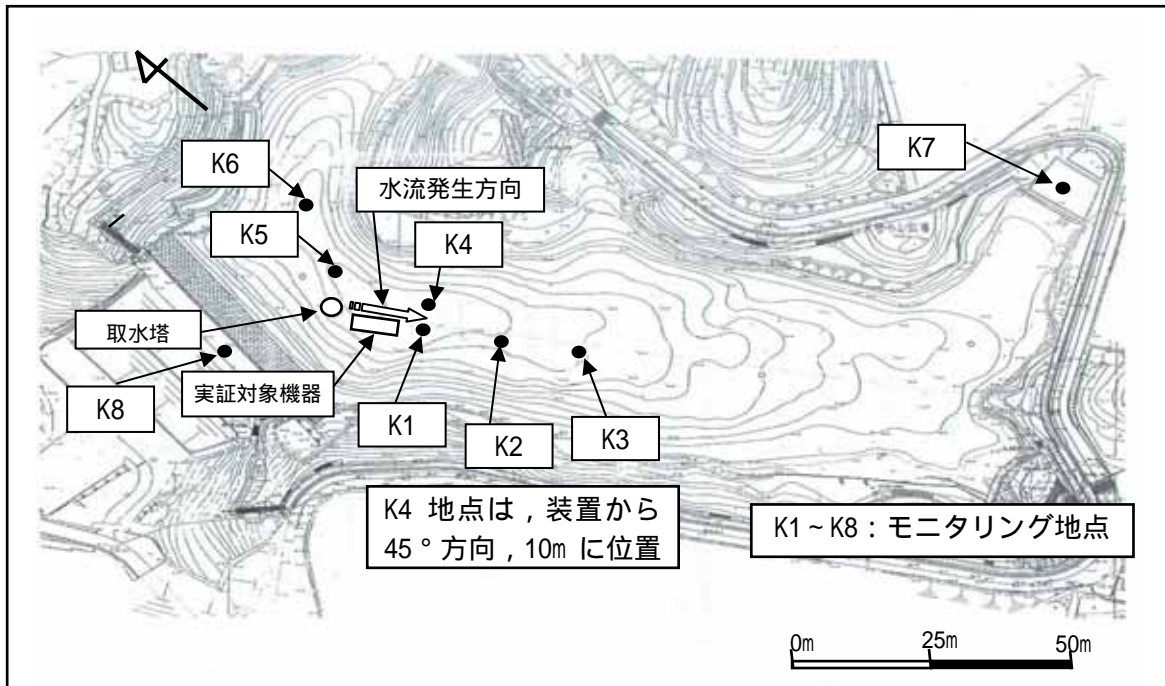 K7
K6
水流発生方向
K5
K4
取水塔
実証対象機器
K8
K1
K2
K3
K4 地点は , 装置から
45°方向 , 10m に位置
K1~K8 : モニタリング地点
0m 25m 50m